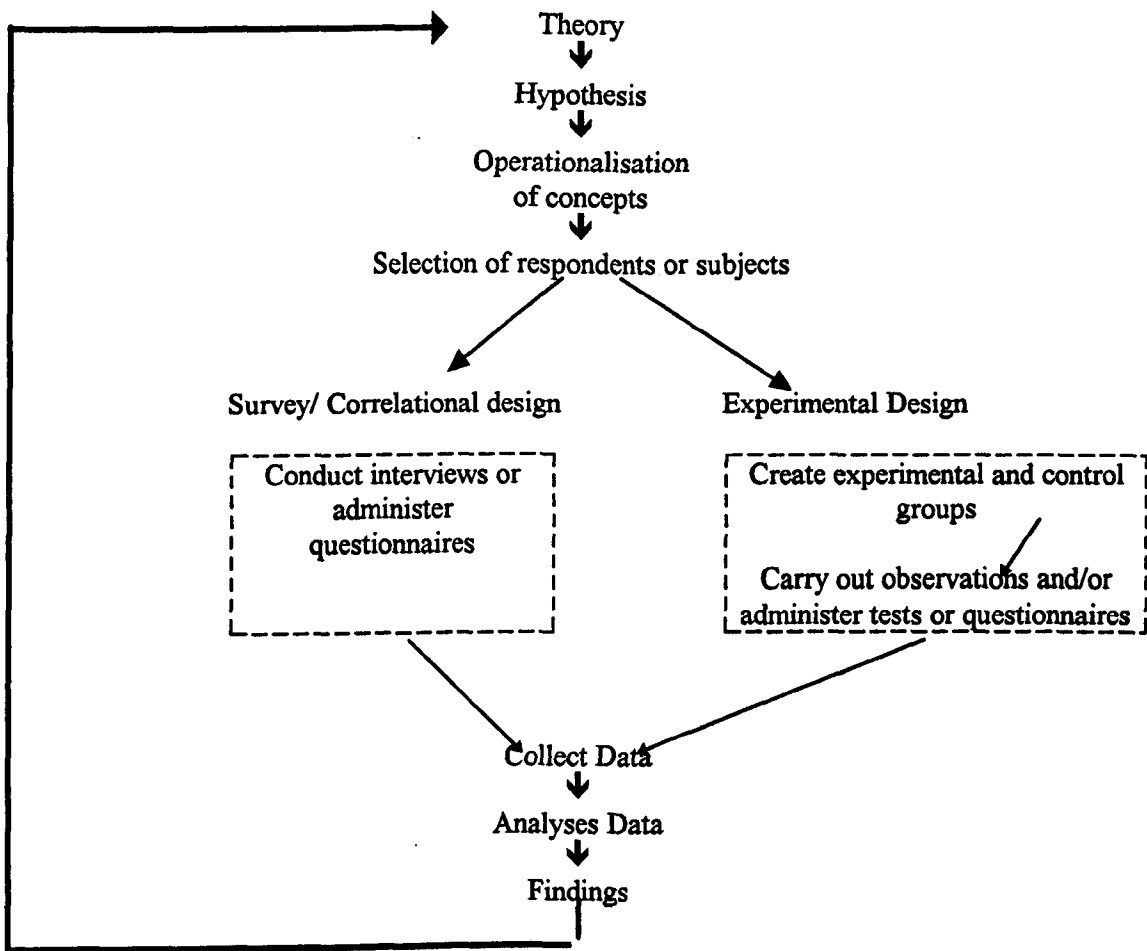 Theory
Hypothesis
Operationalisation
of concepts
Selection of respondents or subjects
Survey/ Correlational design
Experimental Design
Conduct interviews or
administer
questionnaires
Create experimental and control
groups
Carry out observations and/or
administer tests or questionnaires
Collect Data
Analyses Data
Findings